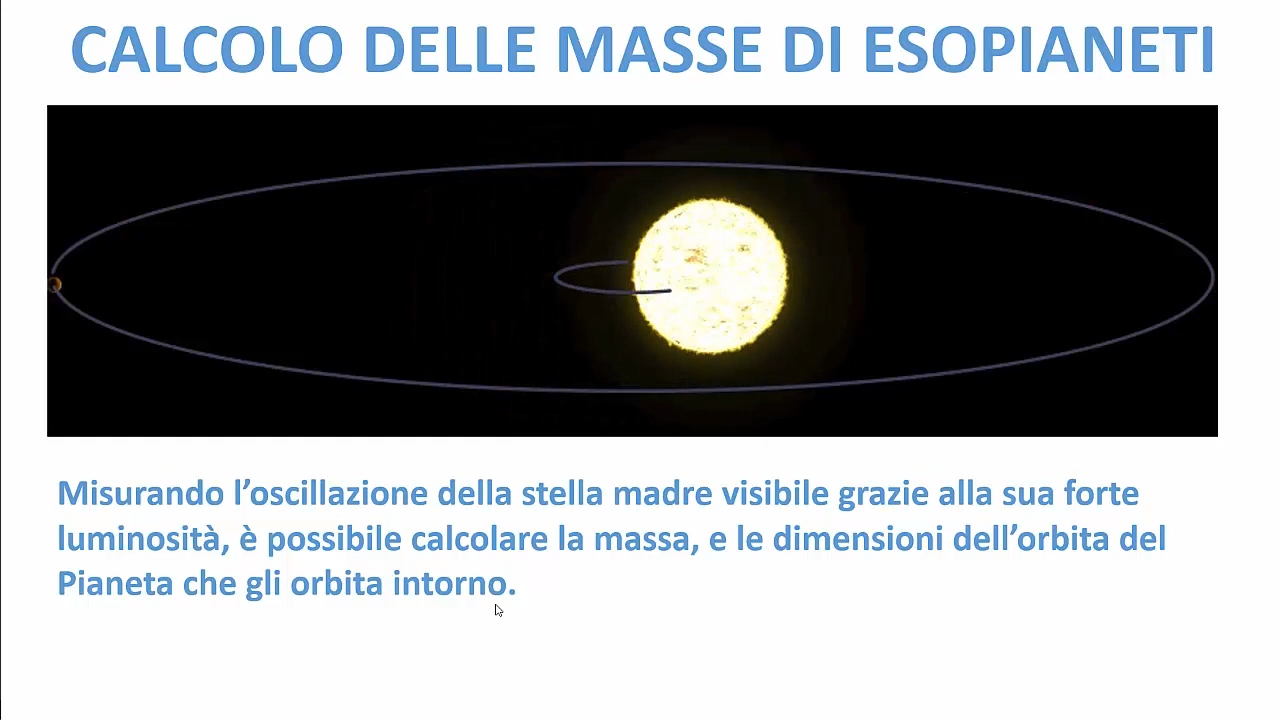 CALCOLO DELLE MASSE DI ESOPIANETI
Misurando l’oscillazione della stella madre visibile grazie alla sua forte
luminosità, è possibile calcolare la massa, e le dimensioni dell’orbita del
Pianeta che gli orbita intorno.